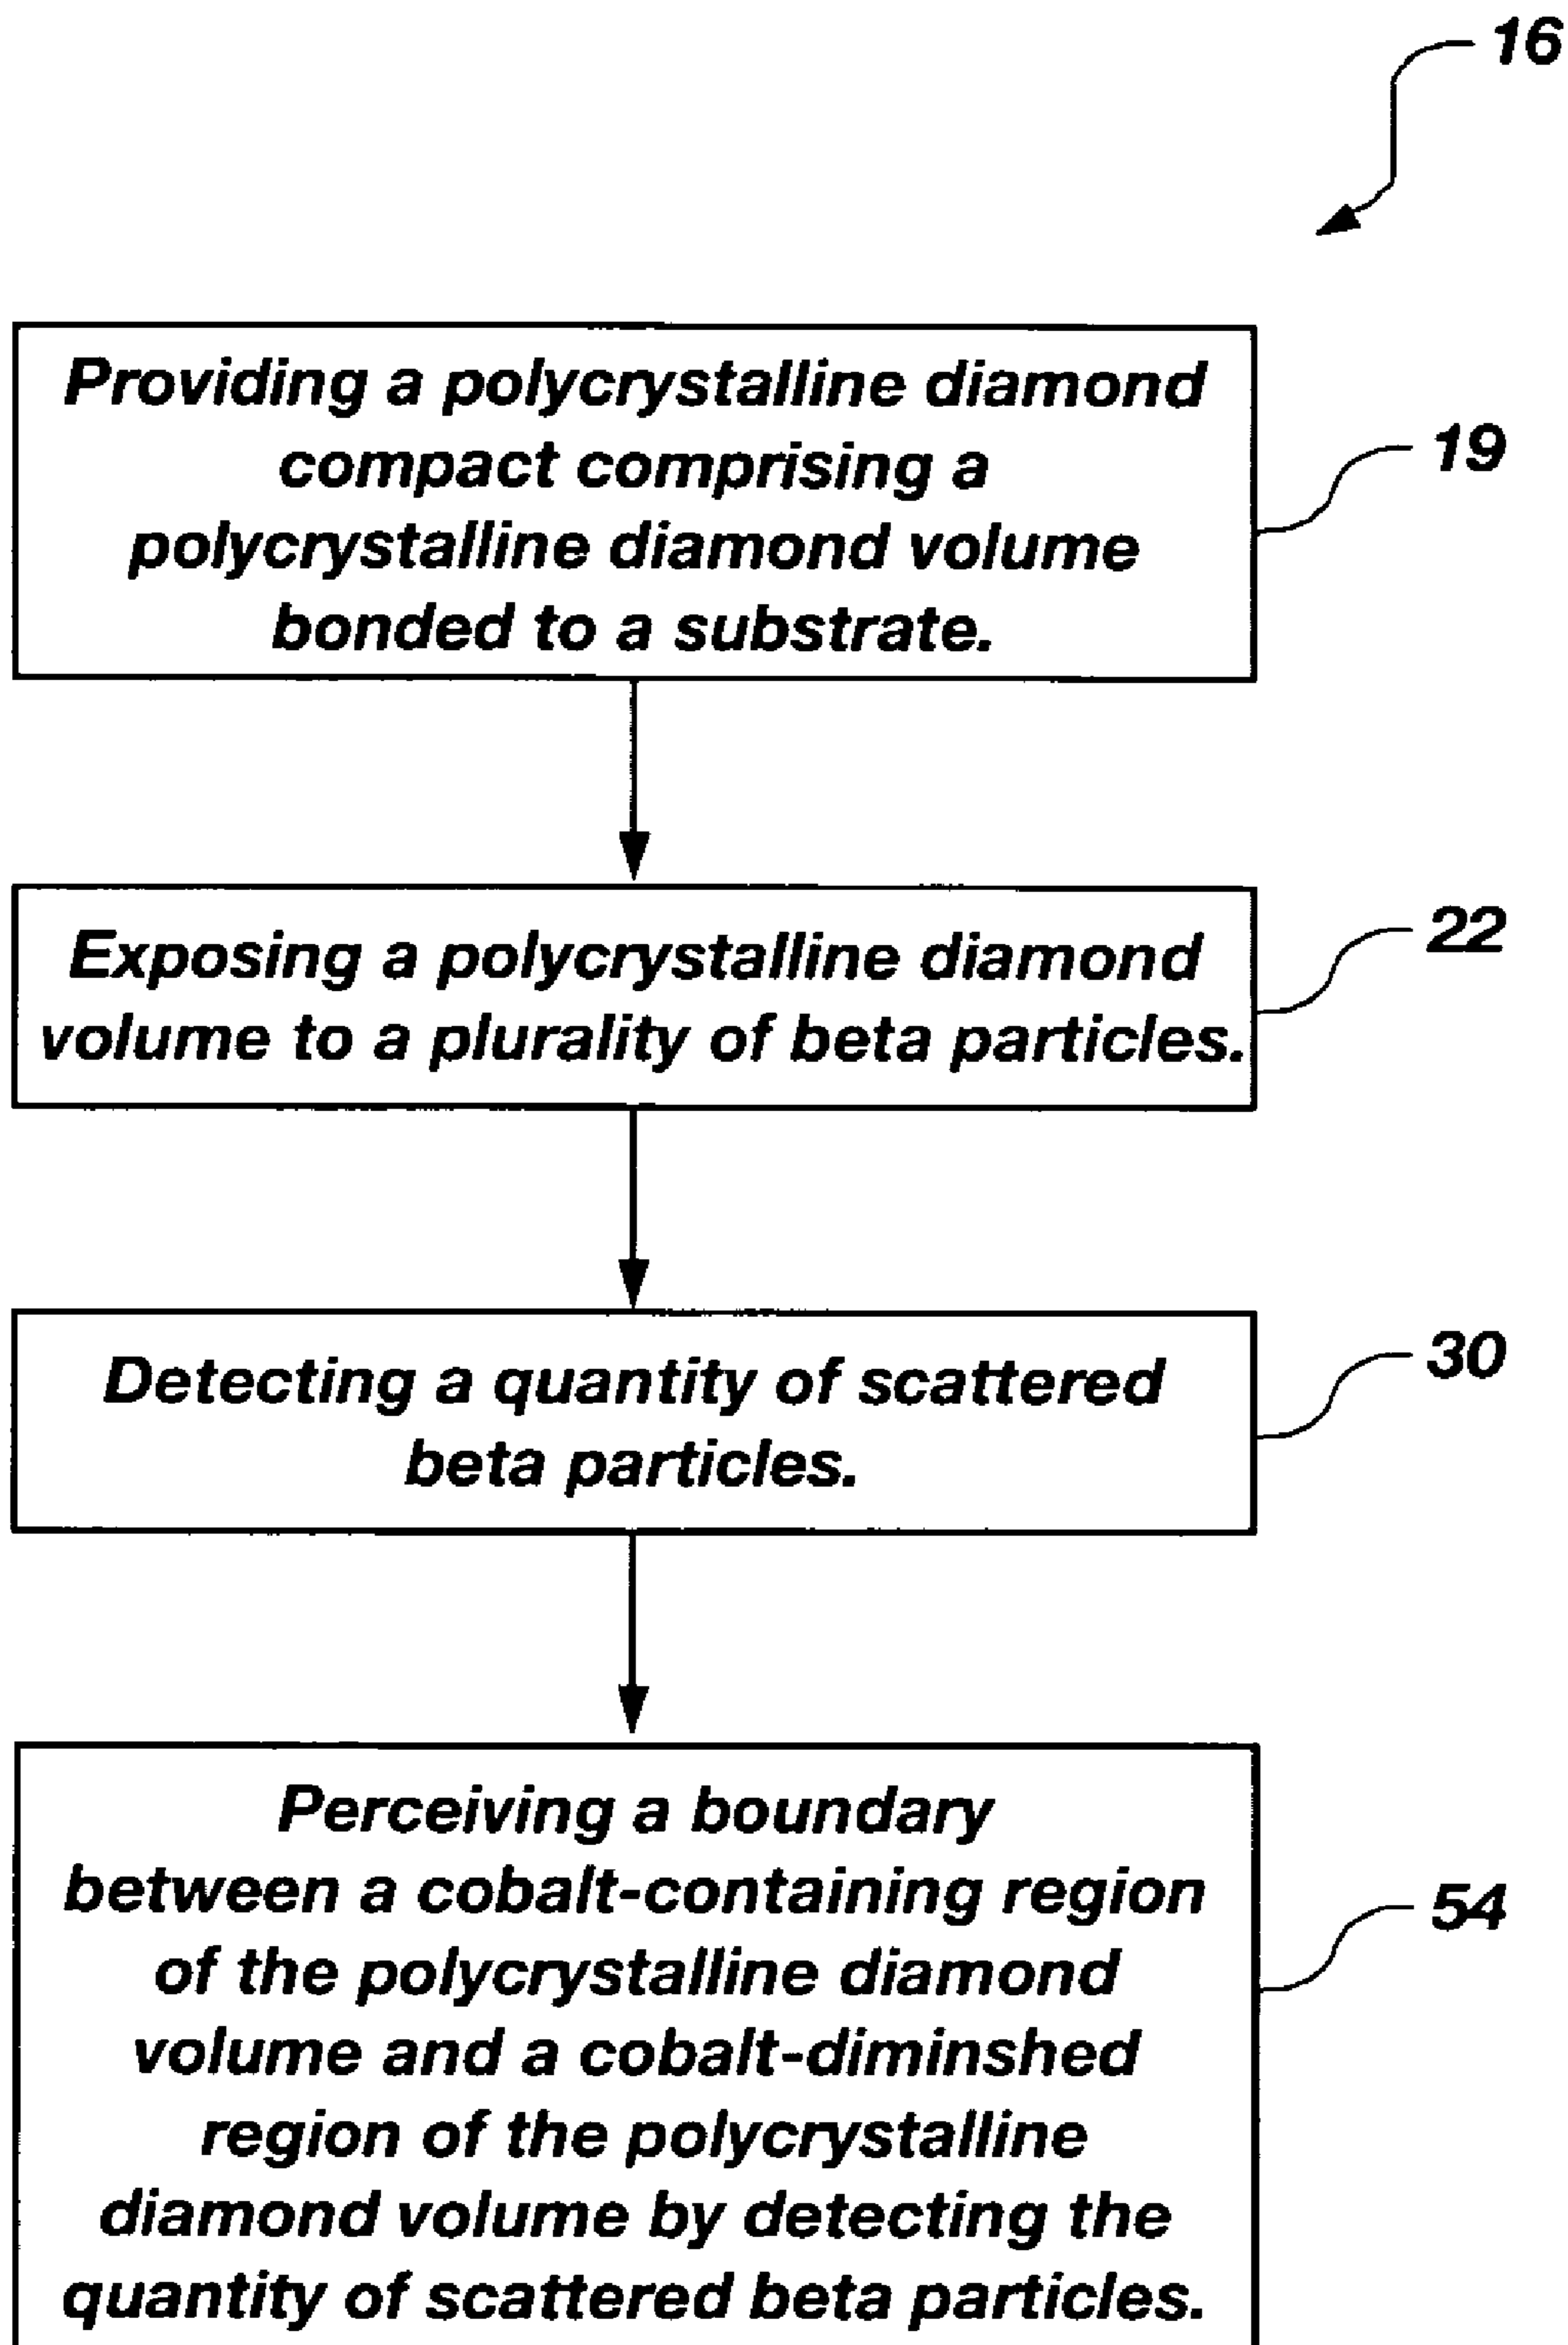 16
Providing a polycrystalline diamond
compact comprising a
polycrystalline diamond volume
bonded to a substrate.
19
Exposing a polycrystalline diamond
volume to a plurality of beta particles.
22
Detecting a quantity of scattered
beta particles.
30
Perceiving a boundary
between a cobalt-containing region
of the polycrystalline diamond
volume and a cobalt-diminshed
region of the polycrystalline
diamond volume by detecting the
quantity of scattered beta particles.
54